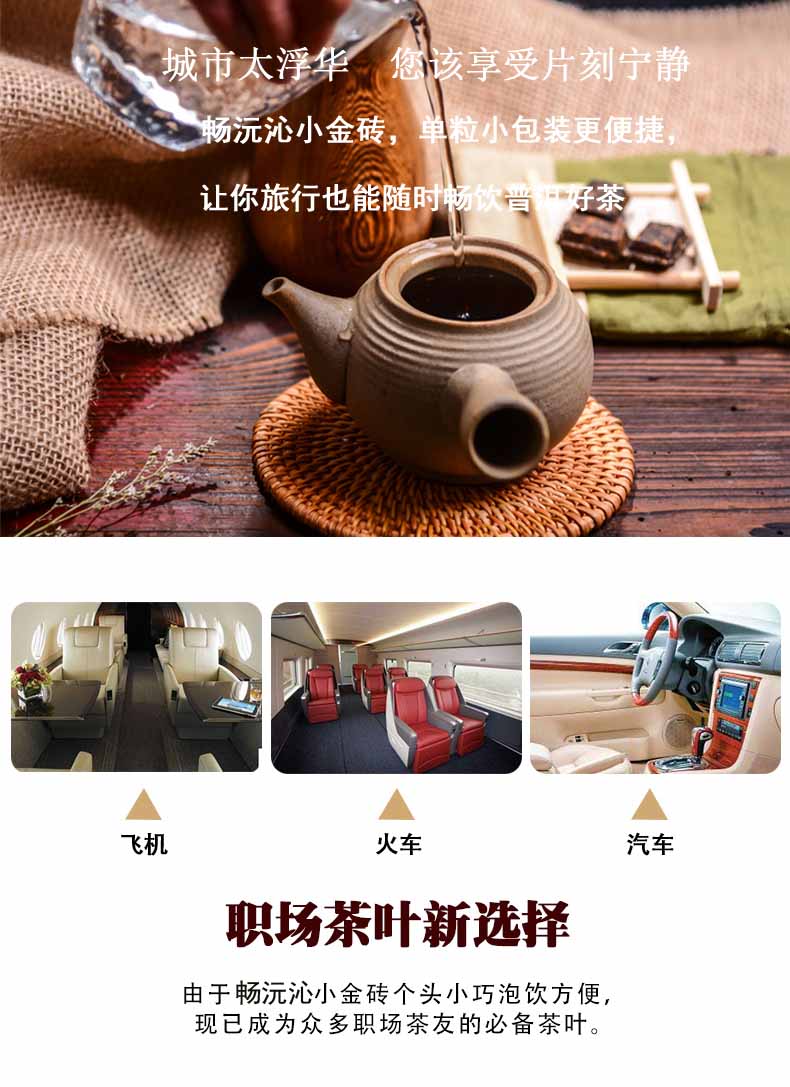 城市太浮华 您该享受片刻宁静
畅沅沁小金砖，单粒小包装更便捷，
让你旅行也能随时畅饮普洱好茶
飞机
火车
汽车
职场茶叶新选择
由于畅沅沁小金砖个头小巧泡饮方便，
现已成为众多职场茶友的必备茶叶。